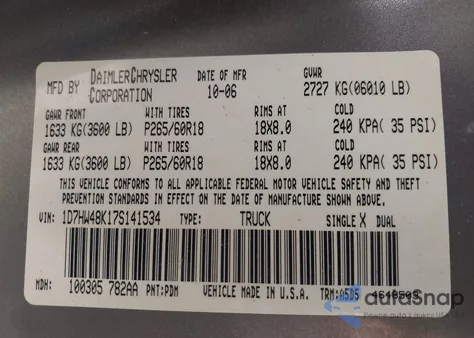 MFD BY DAIMLERCHRYSLER CORPORATION DATE OF MFR 10-06 GVWR 2727 KG(06010 LB)
GAWR FRONT WITH TIRES RIMS AT COLD
1633 KG(3600 LB) P265/60R18 18X8.0 240 KPA( 35 PSI)
GAWR REAR WITH TIRES RIMS AT COLD
1633 KG(3600 LB) P265/60R18 18X8.0 240 KPA( 35 PSI)
THIS VEHICLE CONFORMS TO ALL APPLICABLE FEDERAL MOTOR VEHICLE SAFETY AND THEFT
PREVENTION STANDARDS IN EFFECT ON THE DATE OF MANUFACTURE SHOWN ABOVE.
VIN: 1D7HW48K17S141534 TYPE: TRUCK SINGLE X DUAL
MDH: 100305 782AA PNT:PDM VEHICLE MADE IN U.S.A. TRM:A5D5
autaSnap